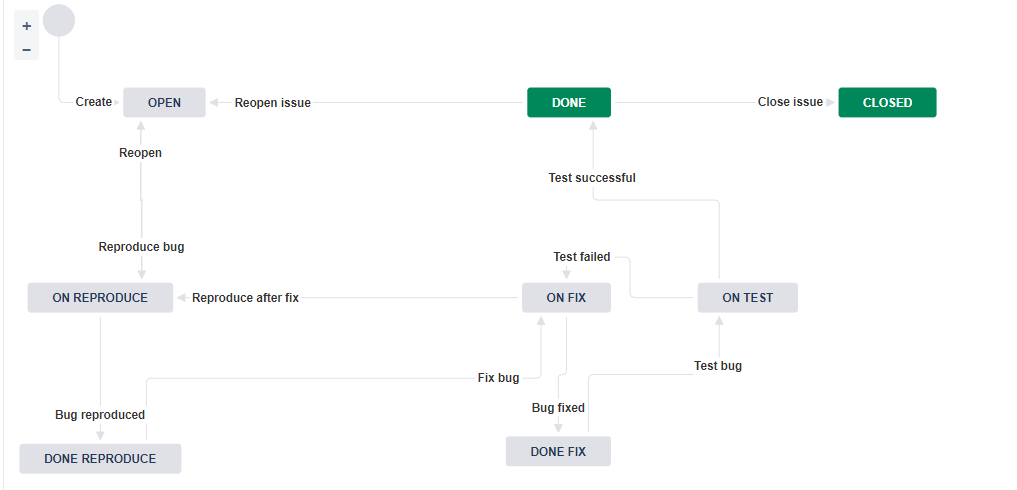 +
−
Create
OPEN
Reopen issue
DONE
Close issue
CLOSED
Reopen
Test successful
Reproduce bug
Test failed
ON REPRODUCE
Reproduce after fix
ON FIX
ON TEST
Test bug
Fix bug
Bug reproduced
Bug fixed
DONE REPRODUCE
DONE FIX